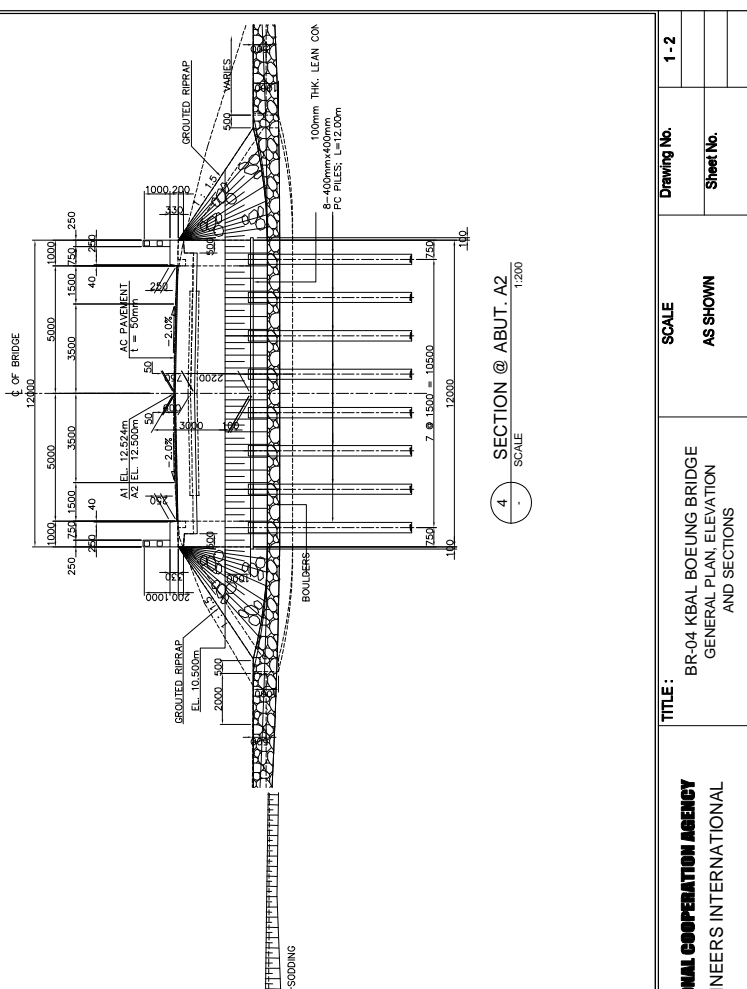 ℄ OF BRIDGE
12000
1000 5000 5000 1000
250 750 1500 3500 3500 1500 750 250
250 40 40 250
A1 EL. 12.524m
A2 EL. 12.500m
AC PAVEMENT
t = 50mm
-2.0% -2.0%
50 50
250
330 330
200 1000 1000 200
500 500
3000 2200
100
GROUTED RIPRAP
EL. 10.500m
2000 500
GROUTED RIPRAP
1 : 1.5
VARIES
500
1000
BOULDERS
100mm THK. LEAN CON
8-400mmx400mm
PC PILES; L=12.00m
750 7 @ 1500 = 10500 750
100 12000 100
-SODDING
4
-
SECTION @ ABUT. A2
SCALE 1:200
ONAL COOPERATION AGENCY
INEERS INTERNATIONAL
TITLE :
BR-04 KBAL BOEUNG BRIDGE
GENERAL PLAN, ELEVATION
AND SECTIONS
SCALE
AS SHOWN
Drawing No.
1 - 2
Sheet No.